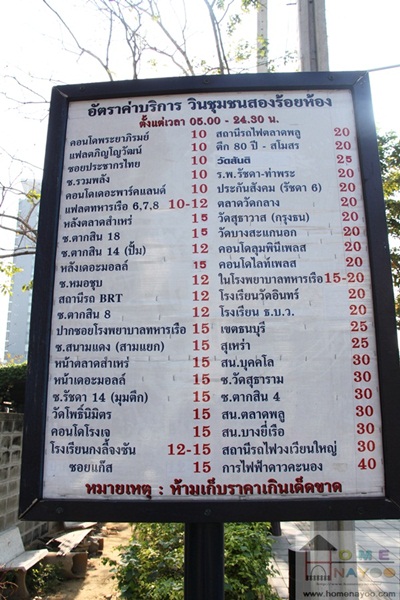 อัตราค่าบริการ วินชุมชนสองร้อยห้อง
ตั้งแต่เวลา 05.00 - 24.30 น.
คอนโดพระยาภิรมย์ 10
แฟลตภิญโญวัฒน์ 10
ซอยประชากรไทย 10
ซ.รวมพลัง 10
คอนโดเดอะพาร์คแลนด์ 10
แฟลตทหารเรือ 6,7,8 10-12
หลังตลาดสำเหร่ 15
ซ.ตากสิน 18 15
ซ.ตากสิน 14 (ปั้ม) 12
หลังเดอะมอลล์ 15
ซ.หมอชุบ 12
สถานีรถ BRT 12
ซ.ตากสิน 8 12
ปากซอยโรงพยาบาลทหารเรือ 15
ซ.สนามแดง (สามแยก) 15
หน้าตลาดสำเหร่ 15
หน้าเดอะมอลล์ 15
ซ.รัชดา 14 (มุมตึก) 15
วัดโพธิ์นิมิตร 15
คอนโดโรงเจ 15
โรงเรียนกงลี้จงซัน 12-15
ซอยแก๊ส 15
สถานีรถไฟตลาดพลู 20
ตึก 80 ปี - สโมสร 20
วัดสันติ 25
ร.พ.รัชดา-ท่าพระ 20
ประกันสังคม (รัชดา 6) 20
ตลาดวัดกลาง 20
วัดสุธาวาส (กรุงธน) 20
วัดบางสะแกนอก 20
คอนโดลุมพินีเพลส 20
คอนโดไลท์เพลส 20
ในโรงพยาบาลทหารเรือ 15-20
โรงเรียนวัดอินทร์ 20
โรงเรียน ธ.บ.ว. 20
เขตธนบุรี 25
สุเหร่า 25
สน.บุคคโล 30
ซ.วัดสุธาราม 30
ซ.ตากสิน 4 30
สน.ตลาดพลู 30
สน.บางยี่เรือ 30
สถานีรถไฟวงเวียนใหญ่ 30
การไฟฟ้าดาวคะนอง 40
หมายเหตุ : ห้ามเก็บราคาเกินเด็ดขาด
HOME
NAYOO
www.homenayoo.com